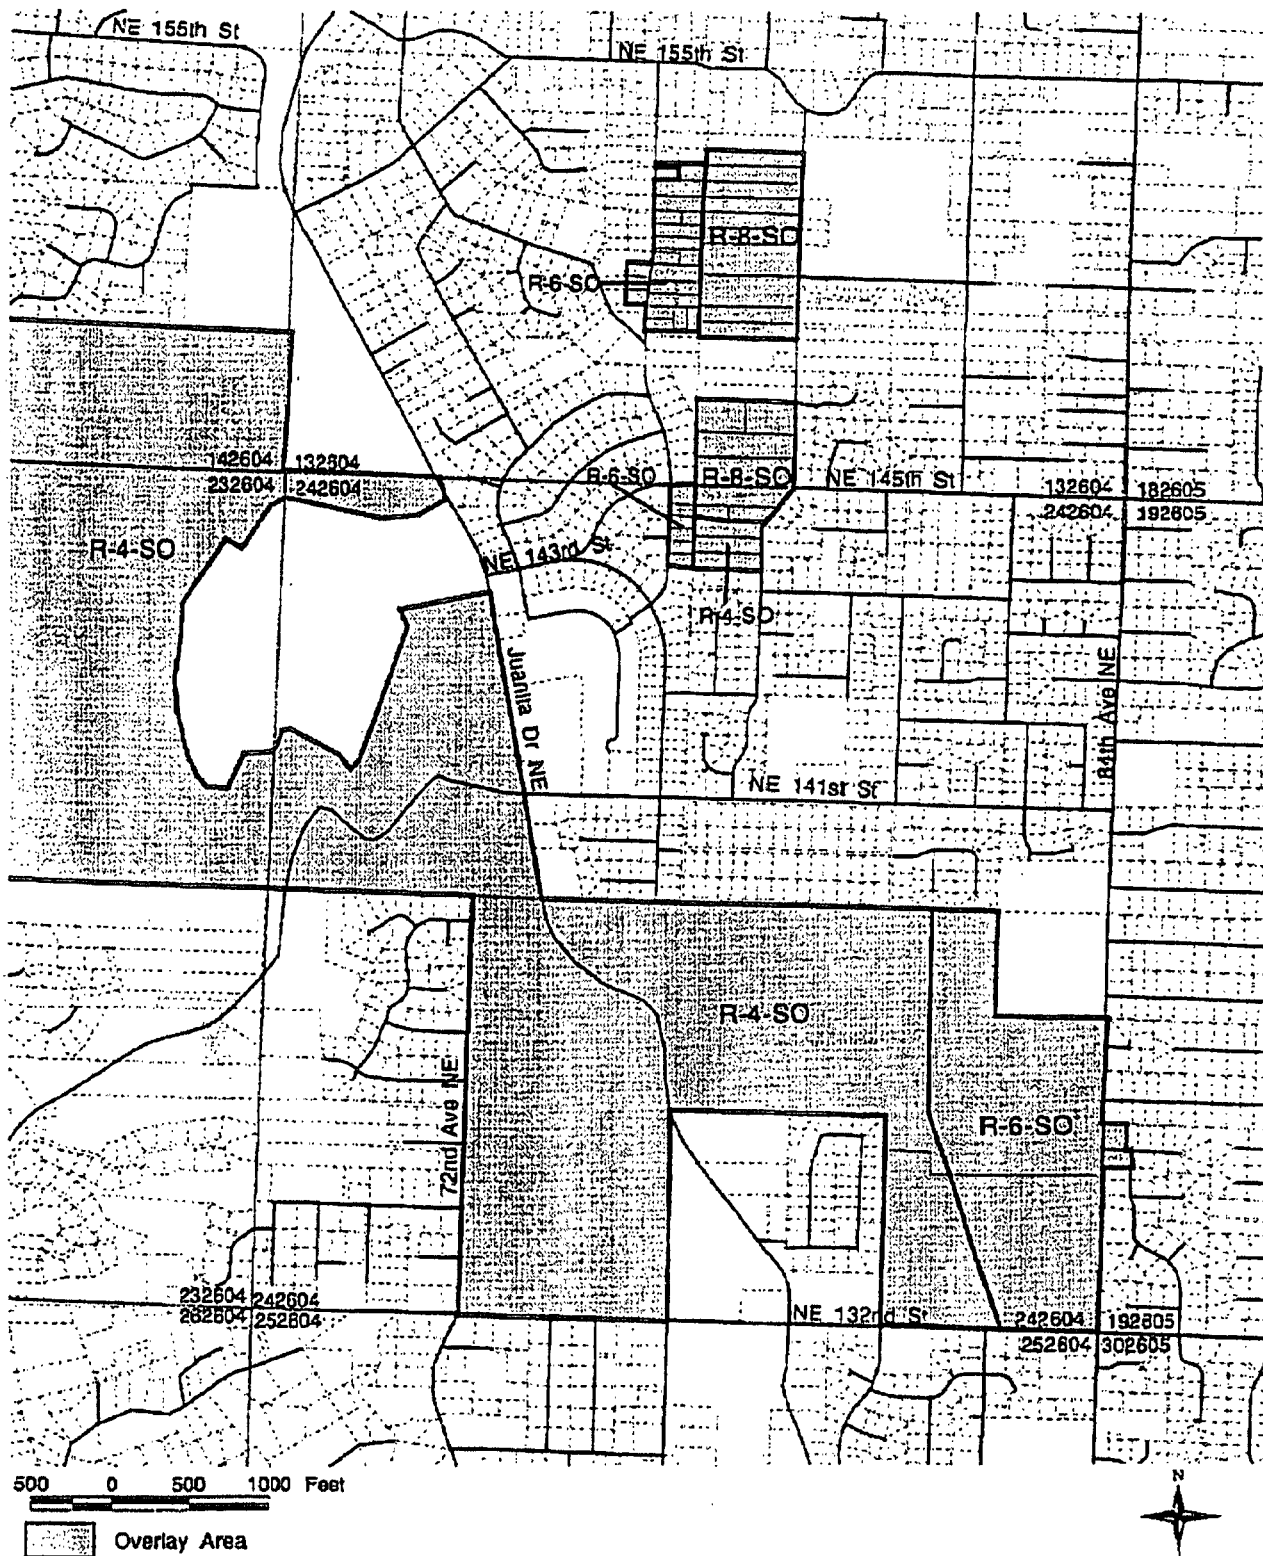 NE 155th St
NE 155th St
R-8-SO
R-6-SO
142604 132604
232604 242604
R-6-SO
R-8-SO
NE 145th St
132604 182605
242604 192605
R-4-SO
NE 143rd St
R-4-SO
Juanita Dr NE
84th Ave NE
NE 141st St
R-4-SO
R-6-SO
72nd Ave NE
232604 242604
262604 252604
NE 132nd St
242604 192605
252604 302605
500 0 500 1000 Feet
N
Overlay Area